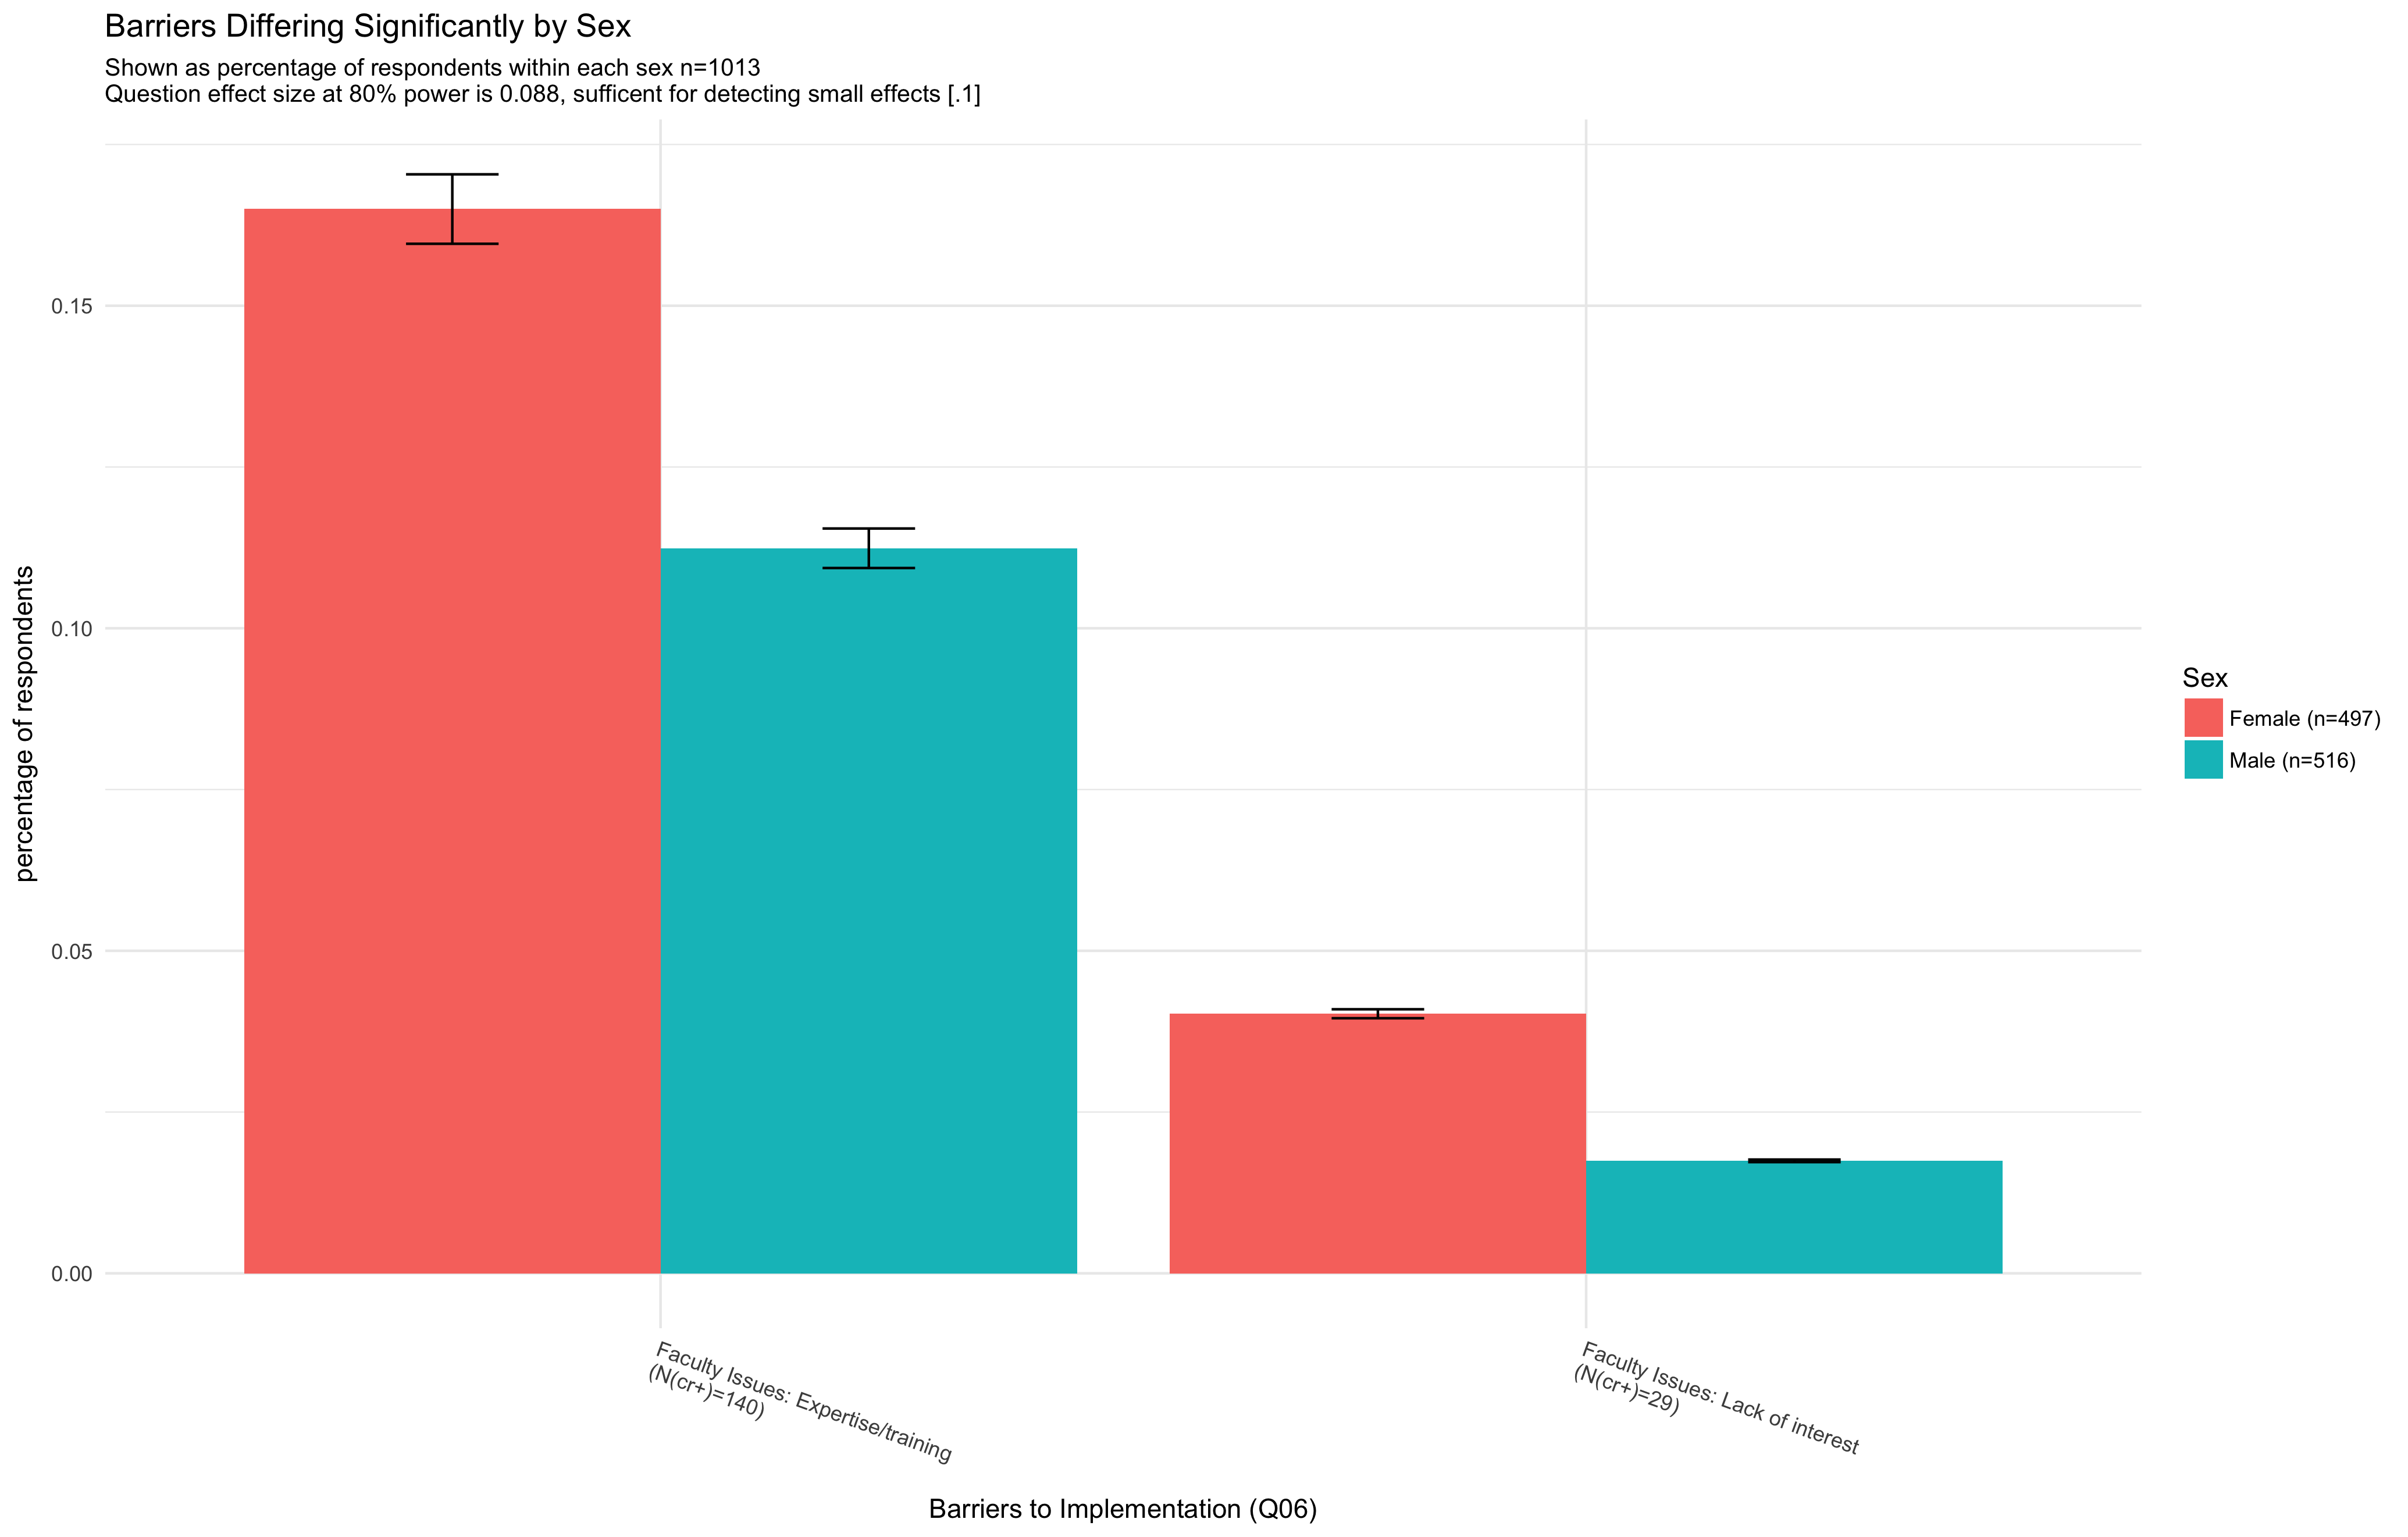 Barriers Differing Significantly by Sex
Shown as percentage of respondents within each sex n=1013
Question effect size at 80% power is 0.088, sufficent for detecting small effects [.1]
percentage of respondents
0.15
0.10
0.05
0.00
Faculty Issues: Expertise/training
(N(cr+)=140)
Faculty Issues: Lack of interest
(N(cr+)=29)
Barriers to Implementation (Q06)
Sex
Female (n=497)
Male (n=516)